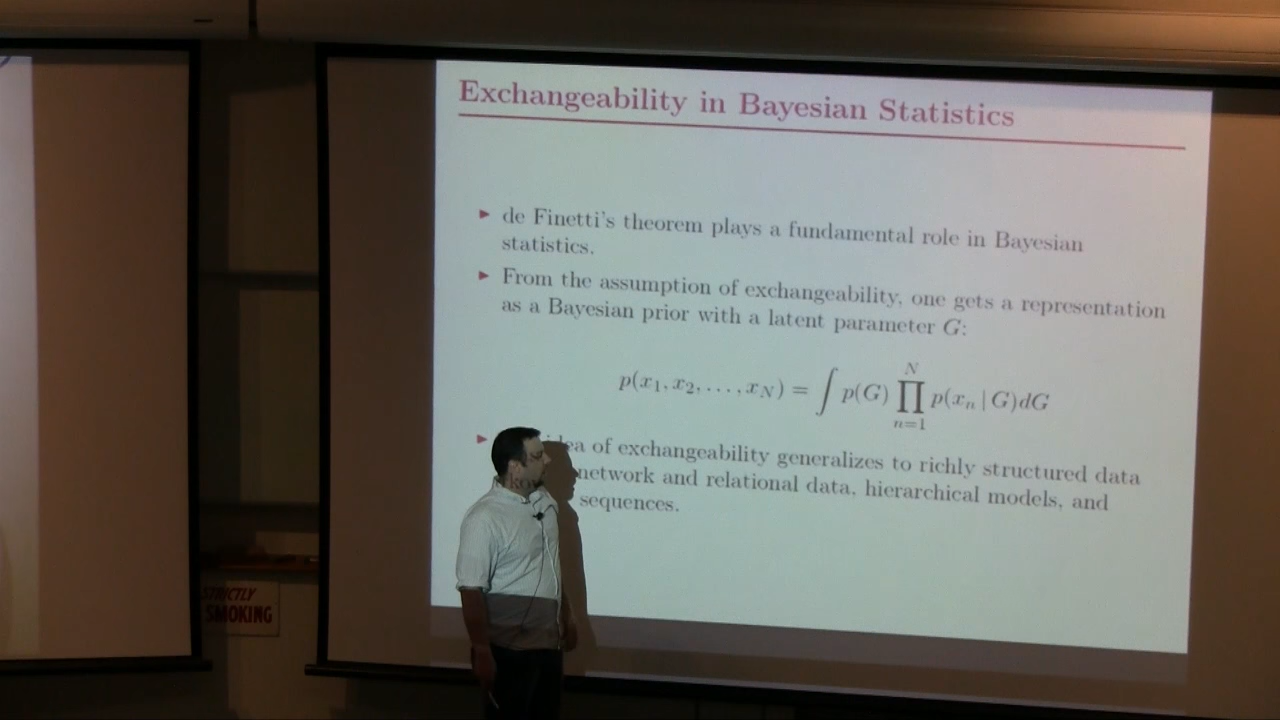 Exchangeability in Bayesian Statistics
► de Finetti's theorem plays a fundamental role in Bayesian
statistics.
► From the assumption of exchangeability, one gets a representation
as a Bayesian prior with a latent parameter G:
p(x₁, x₂, . . . , x_N) = ∫ p(G) ∏_{n=1}^{N} p(x_n | G)dG
► of exchangeability generalizes to richly structured data
network and relational data, hierarchical models, and
sequences.
STRICTLY
SMOKING